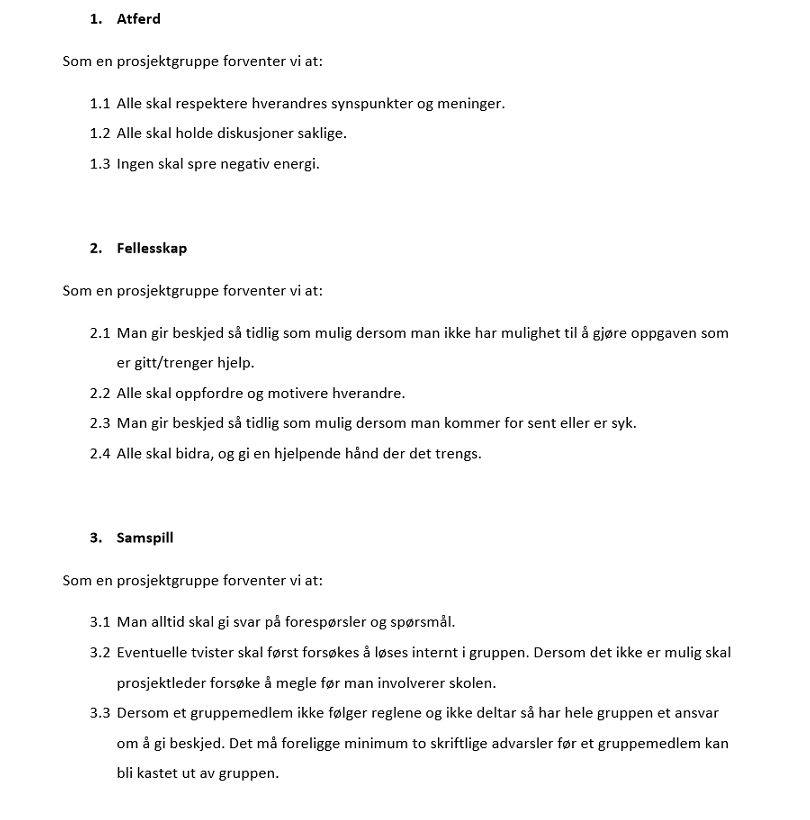 1. Atferd
Som en prosjektgruppe forventer vi at:
1.1 Alle skal respektere hverandres synspunkter og meninger.
1.2 Alle skal holde diskusjoner saklige.
1.3 Ingen skal spre negativ energi.
2. Fellesskap
Som en prosjektgruppe forventer vi at:
2.1 Man gir beskjed så tidlig som mulig dersom man ikke har mulighet til å gjøre oppgaven som
er gitt/trenger hjelp.
2.2 Alle skal oppfordre og motivere hverandre.
2.3 Man gir beskjed så tidlig som mulig dersom man kommer for sent eller er syk.
2.4 Alle skal bidra, og gi en hjelpende hånd der det trengs.
3. Samspill
Som en prosjektgruppe forventer vi at:
3.1 Man alltid skal gi svar på forespørsler og spørsmål.
3.2 Eventuelle tvister skal først forsøkes å løses internt i gruppen. Dersom det ikke er mulig skal
prosjektleder forsøke å megle før man involverer skolen.
3.3 Dersom et gruppemedlem ikke følger reglene og ikke deltar så har hele gruppen et ansvar
om å gi beskjed. Det må foreligge minimum to skriftlige advarsler før et gruppemedlem kan
bli kastet ut av gruppen.